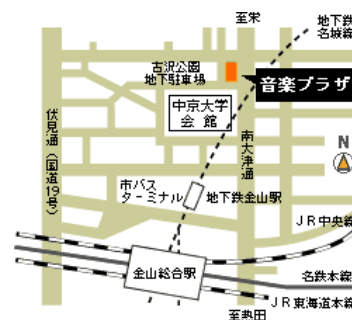 至栄
地下鉄
名城線
古沢公園
地下駐車場
音楽プラザ
中京大学
会館
伏見通(国道19号)
南大津通
N
市バス
ターミナル
地下鉄金山駅
JR中央線
金山総合駅
名鉄本線
JR東海道本線
至熱田